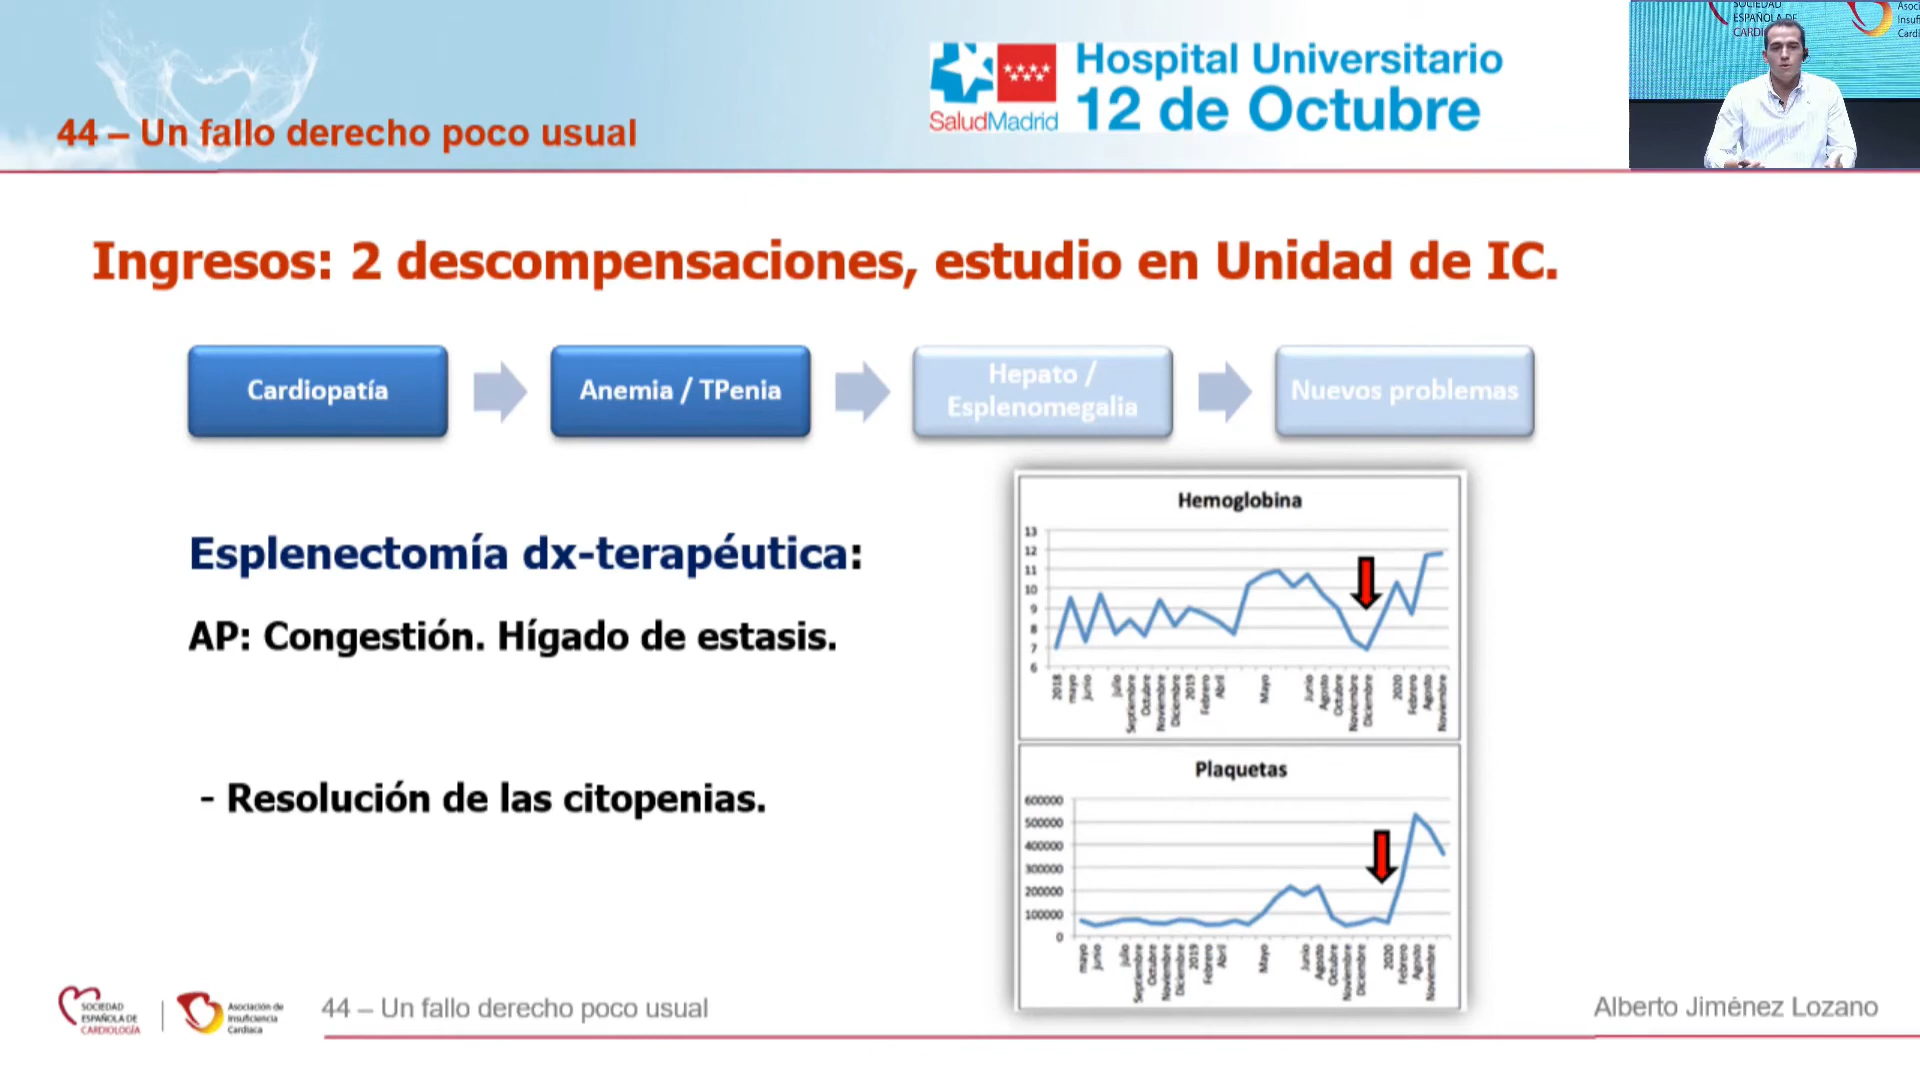 SOCIEDAD
ESPAÑOLA DE
44 – Un fallo derecho poco usual
SaludMadrid
Hospital Universitario
12 de Octubre
Ingresos: 2 descompensaciones, estudio en Unidad de IC.
Cardiopatía
Anemia / TPenia
Hepato /
Esplenomegalia
Nuevos problemas
Esplenectomía dx-terapéutica:
AP: Congestión. Hígado de estasis.
- Resolución de las citopenias.
Hemoglobina
13
12
11
10
9
8
7
6
2018 mayo junio julio Septiembre Octubre Noviembre Diciembre 2019 Febrero Abril Mayo Junio Agosto Octubre Noviembre Diciembre 2020 Febrero Agosto Noviembre
Plaquetas
600000
500000
400000
300000
200000
100000
0
mayo junio julio Septiembre Octubre Noviembre Diciembre 2019 Febrero Abril Mayo Junio Agosto Octubre Noviembre Diciembre 2020 Febrero Agosto Noviembre
SOCIEDAD
ESPAÑOLA DE
CARDIOLOGÍA
Asociación de
Insuficiencia
Cardiaca
44 – Un fallo derecho poco usual
Alberto Jiménez Lozano